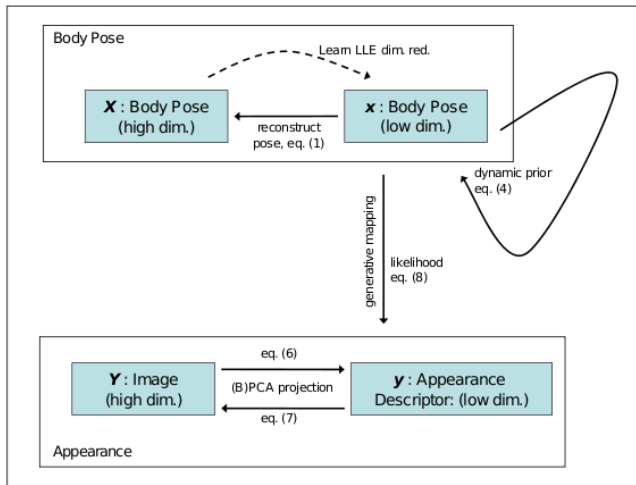 Body Pose
Learn LLE dim. red.
X : Body Pose
(high dim.)
x : Body Pose
(low dim.)
reconstruct
pose, eq. (1)
dynamic prior
eq. (4)
generative mapping
likelihood
eq. (8)
eq. (6)
Y : Image
(high dim.)
(B)PCA projection
y : Appearance
Descriptor: (low dim.)
eq. (7)
Appearance